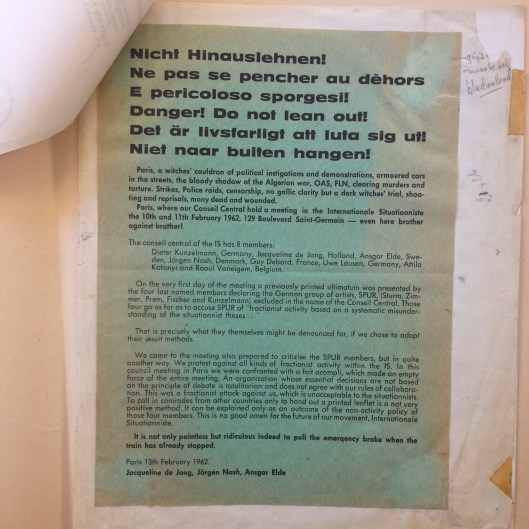 Nicht Hinauslehnen!
Ne pas se pencher au dèhors
E pericoloso sporgesi!
Danger! Do not lean out!
Det är livsfarligt att luta sig ut!
Niet naar buiten hangen!
Paris, a witches' cauldron of political instigations and demonstrations, armoured cars
in the streets, the bloody shadow of the Algerian war, OAS, FLN, clearing murders and
torture. Strikes, Police raids, censorship, no gallic clarity but a dark witches' trial, shoo-
ting and reprisals, many dead and wounded.
Paris, where our Conseil Central hold a meeting in the Internationale Situationniste
the 10th and 11th February 1962, 129 Boulevard Saint-Germain — even here brother
against brother!
The conseil central of the IS has 8 members:
Dieter Kunzelmann, Germany, Jacqueline de Jong, Holland, Ansgar Elde, Swe-
den, Jörgen Nash, Denmark, Guy Debord, France, Uwe Lausen, Germany, Attila
Kotanyi and Raoul Vaneigem, Belgium.
On the very first day of the meeting a previously printed ultimatum was presented by
the four last named members declaring the German group of artists, SPUR, (Sturm, Zim-
mer, Prem, Fischer and Kunzelmann) excluded in the name of the Conseil Central. Those
four go as far as to accuse SPUR of "fractionist activity based on a systematic misunder-
standing of the situationist theses . . ."
That is precisely what they themselves might be denounced for, if we chose to adopt
their jesuit methods.
We came to the meeting also prepared to critizise the SPUR members, but in quite
another way. We protest against all kinds of fractionist activity within the IS. In this
council meeting in Paris we were confronted with a fait acompli, which made an empty
farce of the entire meeting. An organization whose essential decisions are not based
on the principle of debate is totalitarian and does not agree with our rules of collabora-
tion. This was a fractional attack against us, which is unacceptable to the situationnists.
To call in comrades from other countries only to hand out a printed leaflet is a not very
positive method. It can be explained only as an outcome of the non-activity policy of
those four members. This is no good omen for the future of our movement, Internationale
Situationniste.
It is not only pointless but ridiculous indeed to pull the emergency brake when the
train has already stopped.
Paris 13th February 1962.
Jacqueline de Jong, Jörgen Nash, Ansgar Elde